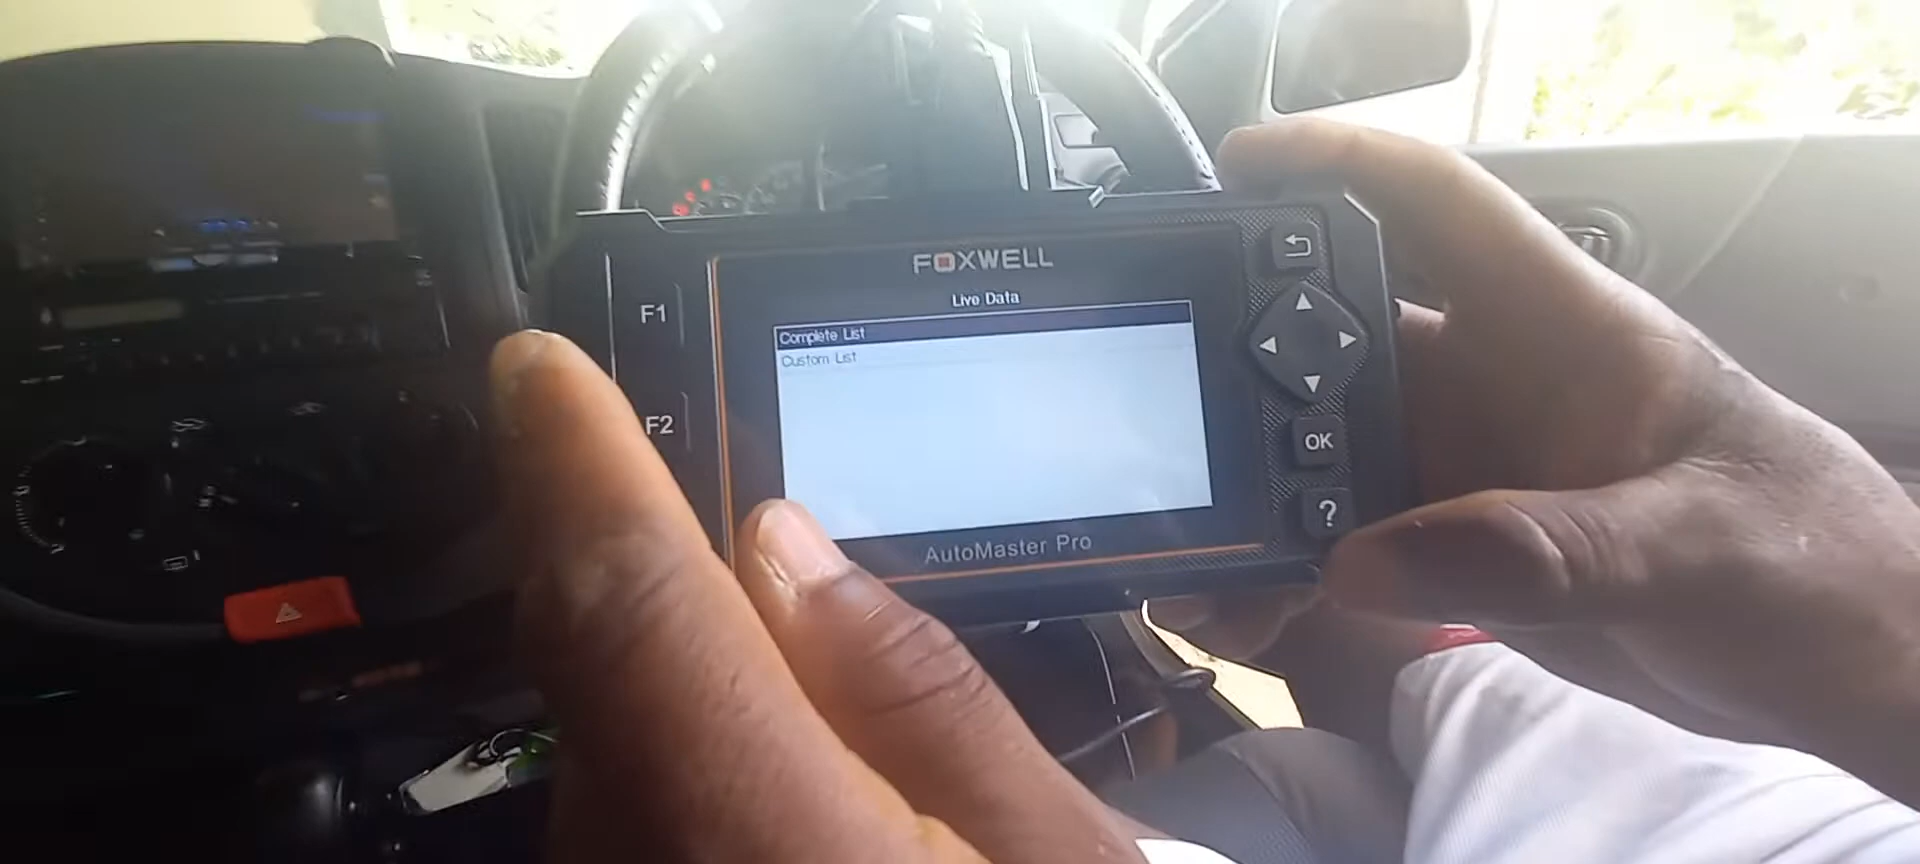 FOXWELL
Live Data
Complete List
Custom List
F1
F2
OK
?
AutoMaster Pro